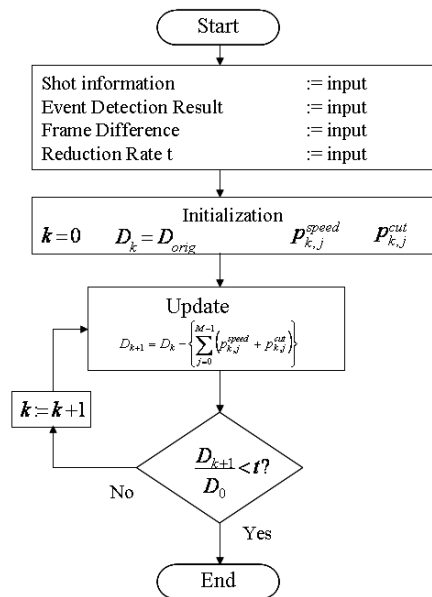 Start
Shot information := input
Event Detection Result := input
Frame Difference := input
Reduction Rate t := input
Initialization
k = 0 D_k = D_orig p_{k,j}^{speed} p_{k,j}^{cut}
Update
D_{k+1} = D_k − { ∑_{j=0}^{M−1} ( p_{k,j}^{speed} + p_{k,j}^{cut} ) }
k := k+1
D_{k+1} / D_0 < t?
No
Yes
End